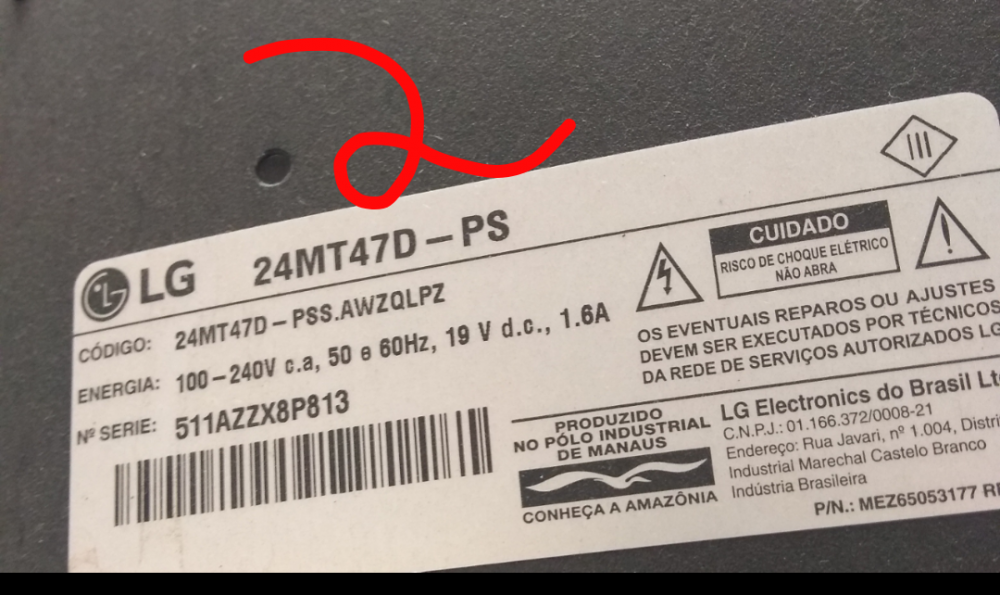 2
LG 24MT47D-PS
CÓDIGO: 24MT47D-PSS.AWZQLPZ
ENERGIA: 100-240V c.a, 50 e 60Hz, 19 V d.c., 1.6A
Nº SERIE: 511AZZX8P813
CUIDADO
RISCO DE CHOQUE ELÉTRICO
NÃO ABRA
OS EVENTUAIS REPAROS OU AJUSTES
DEVEM SER EXECUTADOS POR TÉCNICOS
DA REDE DE SERVIÇOS AUTORIZADOS LG
PRODUZIDO
NO PÓLO INDUSTRIAL
DE MANAUS
CONHEÇA A AMAZÔNIA
LG Electronics do Brasil
C.N.P.J.: 01.166.372/0008-21
Endereço: Rua Javari, nº 1.004,
Industrial Marechal Castelo Branco
Indústria Brasileira
P/N.: MEZ65053177